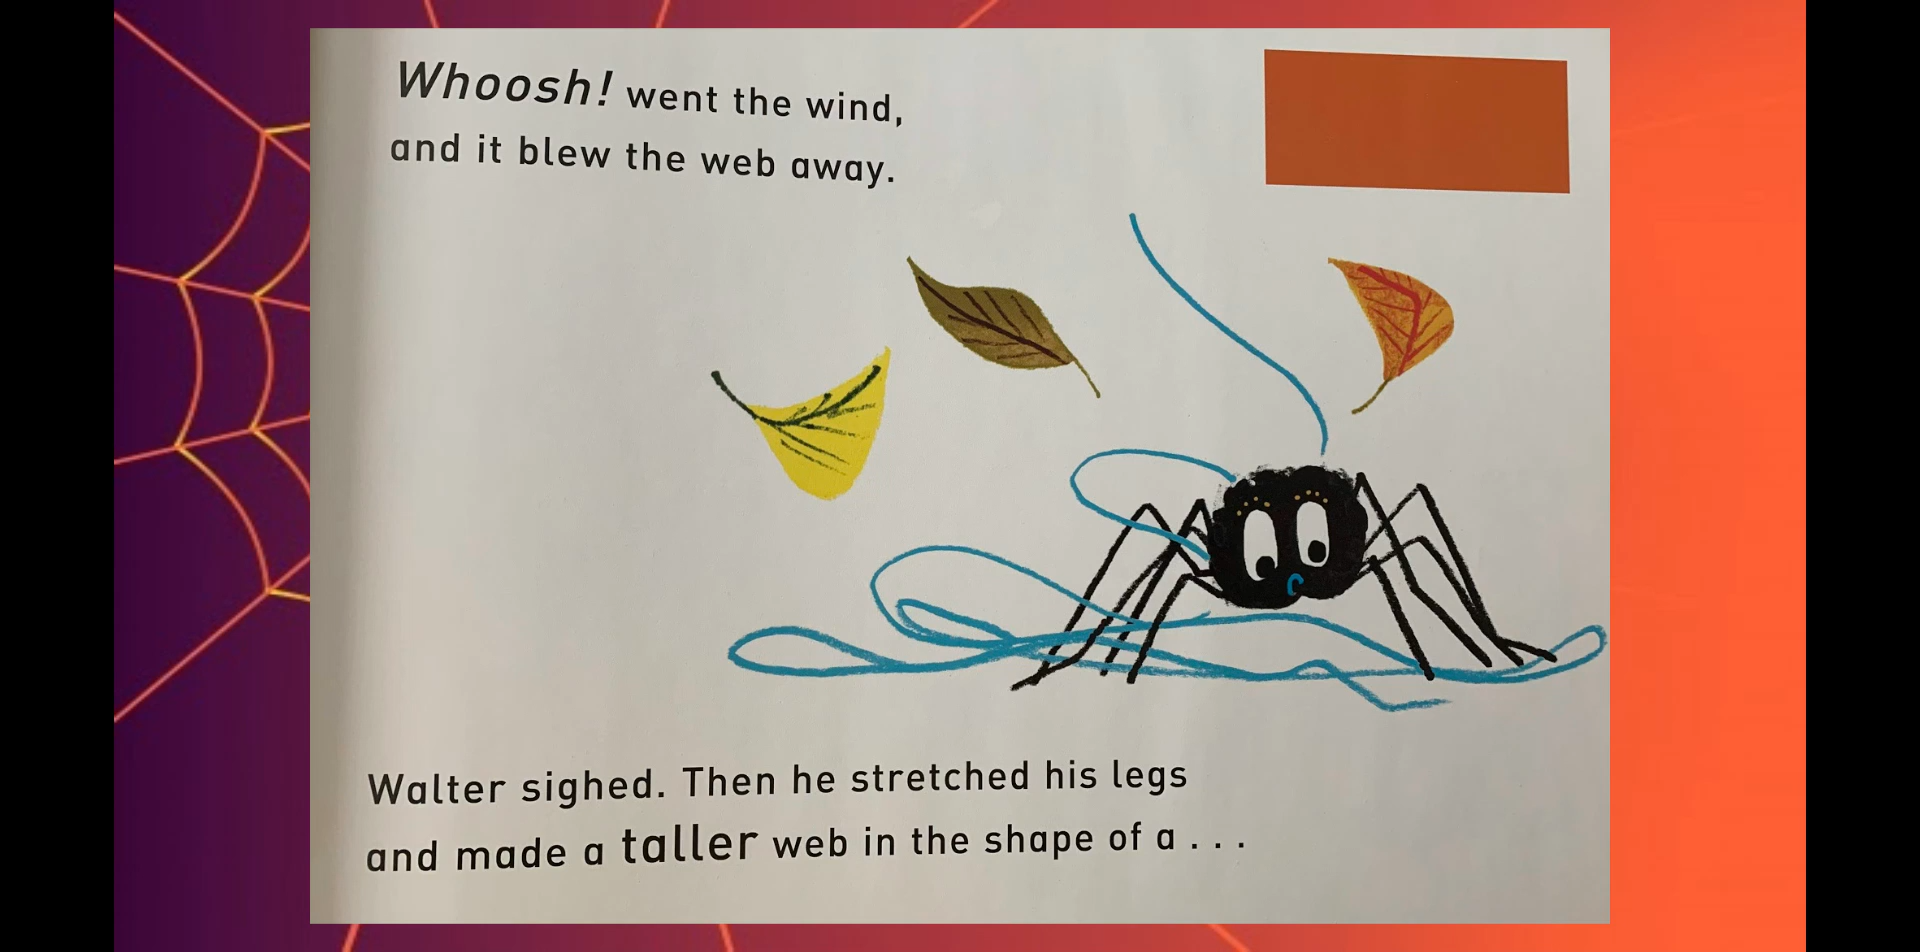 Whoosh! went the wind,
and it blew the web away.
Walter sighed. Then he stretched his legs
and made a taller web in the shape of a . . .